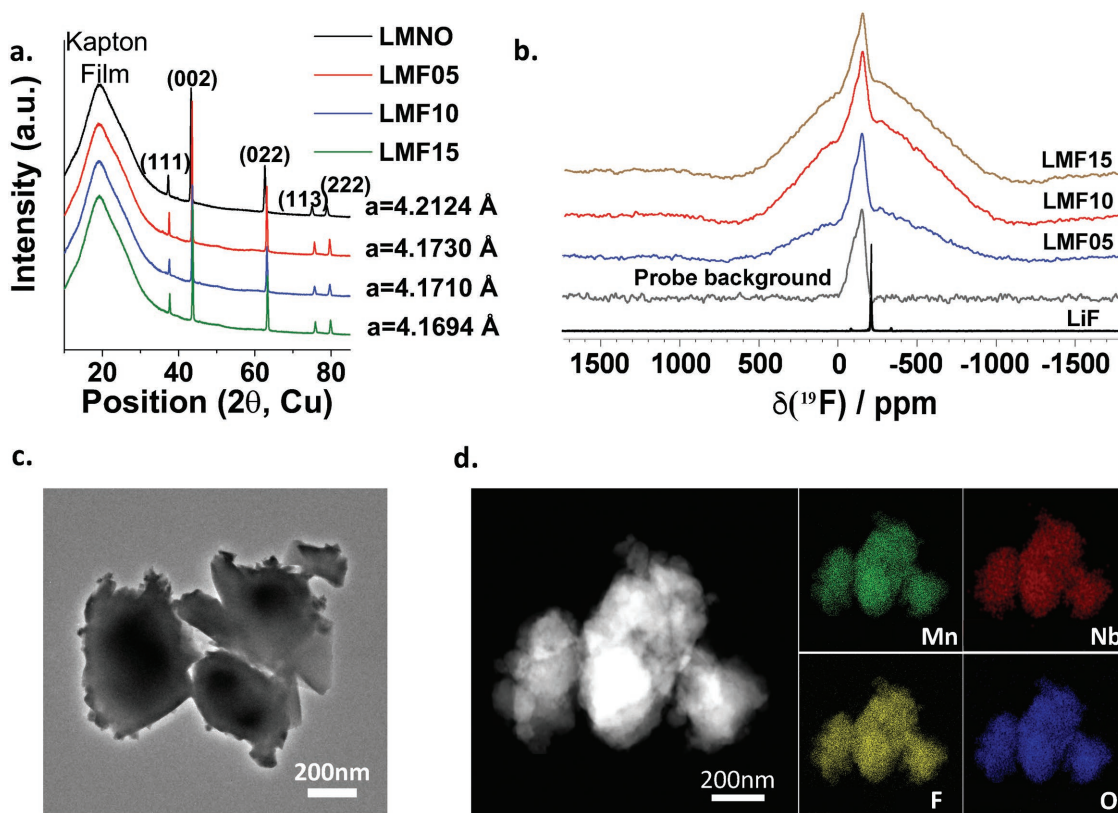 a.
Kapton
Film
Intensity (a.u.)
(111)
(002)
(022)
(113)
(222)
LMNO
LMF05
LMF10
LMF15
a=4.2124 Å
a=4.1730 Å
a=4.1710 Å
a=4.1694 Å
20 40 60 80
Position (2θ, Cu)
b.
LMF15
LMF10
LMF05
Probe background
LiF
1500 1000 500 0 -500 -1000 -1500
δ(¹⁹F) / ppm
c.
200nm
d.
200nm
Mn
Nb
F
O